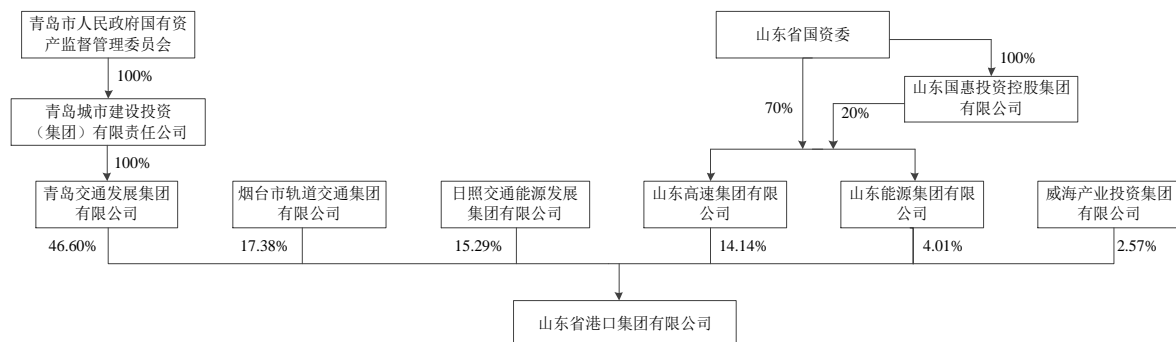 青岛市人民政府国有资
产监督管理委员会
山东省国资委
100%
100%
山东国惠投资控股集团
有限公司
青岛城市建设投资
（集团）有限责任公司
70%
20%
100%
青岛交通发展集团
有限公司
烟台市轨道交通集团
有限公司
日照交通能源发展
集团有限公司
山东高速集团有限
公司
山东能源集团有限
公司
威海产业投资集团
有限公司
46.60%
17.38%
15.29%
14.14%
4.01%
2.57%
山东省港口集团有限公司